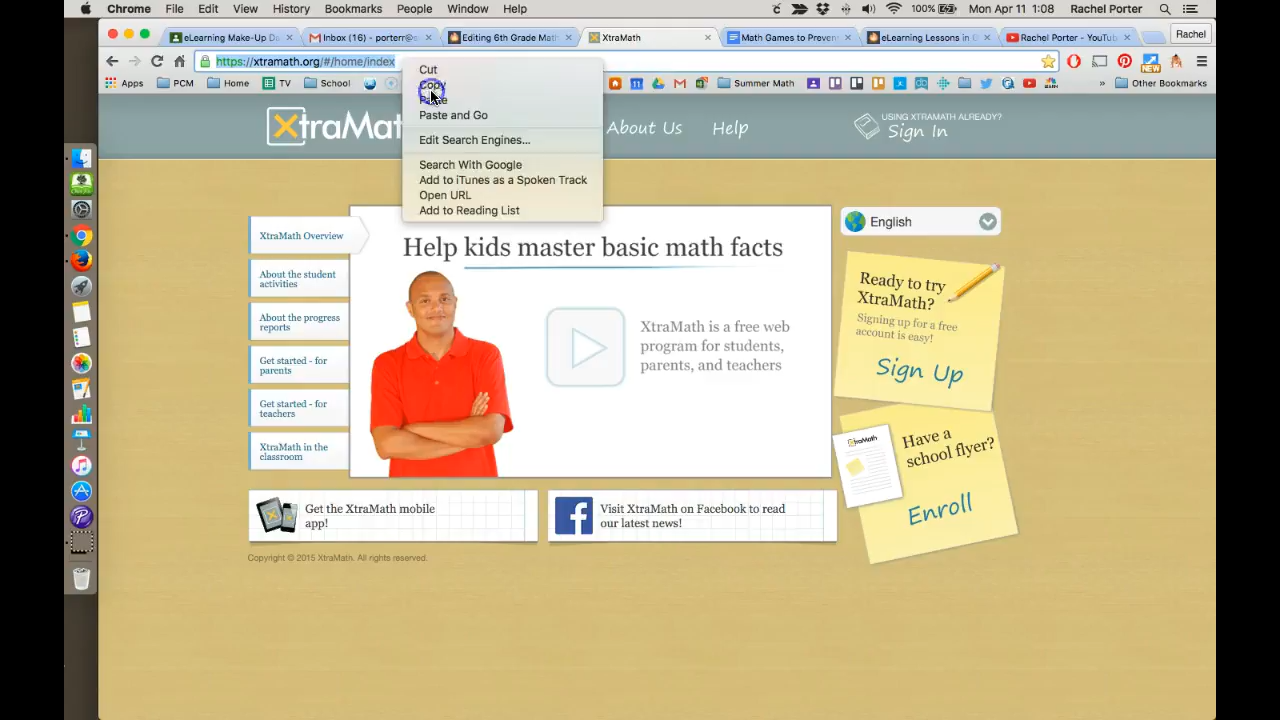 Chrome File Edit View History Bookmarks People Window Help 100% Mon Apr 11 1:08 Rachel Porter
eLearning Make-Up Da Inbox (16) - porterr@e Editing 6th Grade Math XtraMath Math Games to Preven eLearning Lessons in G Rachel Porter - YouTub Rachel
https://xtramath.org/#/home/index
Apps PCM Home TV School Summer Math Other Bookmarks
Cut
Copy
Paste
Paste and Go
Edit Search Engines...
Search With Google
Add to iTunes as a Spoken Track
Open URL
Add to Reading List
XtraMath
About Us Help
USING XTRAMATH ALREADY?
Sign In
English
XtraMath Overview
About the student
activities
About the progress
reports
Get started - for
parents
Get started - for
teachers
XtraMath in the
classroom
Help kids master basic math facts
XtraMath is a free web
program for students,
parents, and teachers
Ready to try
XtraMath?
Signing up for a free
account is easy!
Sign Up
XtraMath
Have a
school flyer?
Enroll
Get the XtraMath mobile
app!
Visit XtraMath on Facebook to read
our latest news!
Copyright © 2015 XtraMath. All rights reserved.